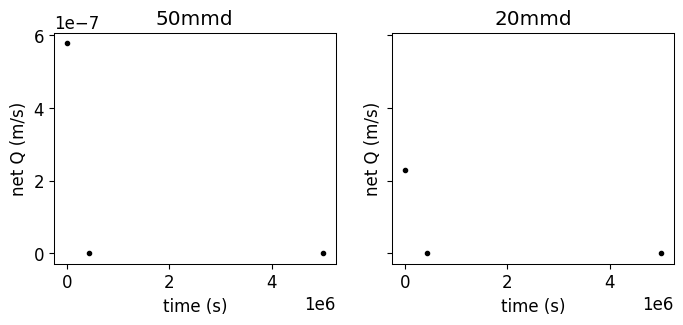 50mmd
1e−7
6
4
2
0
net Q (m/s)
0 2 4
1e6
time (s)
20mmd
net Q (m/s)
0 2 4
1e6
time (s)